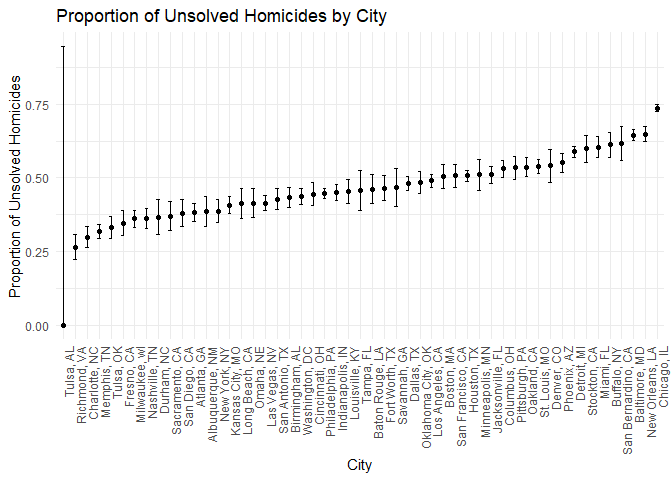 Proportion of Unsolved Homicides by City
Proportion of Unsolved Homicides
0.75
0.50
0.25
0.00
Tulsa, AL
Richmond, VA
Charlotte, NC
Memphis, TN
Tulsa, OK
Fresno, CA
Milwaukee, wI
Nashville, TN
Durham, NC
Sacramento, CA
San Diego, CA
Atlanta, GA
Albuquerque, NM
New York, NY
Kansas City, MO
Long Beach, CA
Omaha, NE
Las Vegas, NV
San Antonio, TX
Birmingham, AL
Washington, DC
Cincinnati, OH
Philadelphia, PA
Indianapolis, IN
Louisville, KY
Tampa, FL
Baton Rouge, LA
Fort Worth, TX
Savannah, GA
Dallas, TX
Oklahoma City, OK
Los Angeles, CA
Boston, MA
San Francisco, CA
Houston, TX
Minneapolis, MN
Jacksonville, FL
Columbus, OH
Pittsburgh, PA
Oakland, CA
St. Louis, MO
Denver, CO
Phoenix, AZ
Detroit, MI
Stockton, CA
Miami, FL
Buffalo, NY
San Bernardino, CA
Baltimore, MD
New Orleans, LA
Chicago, IL
City